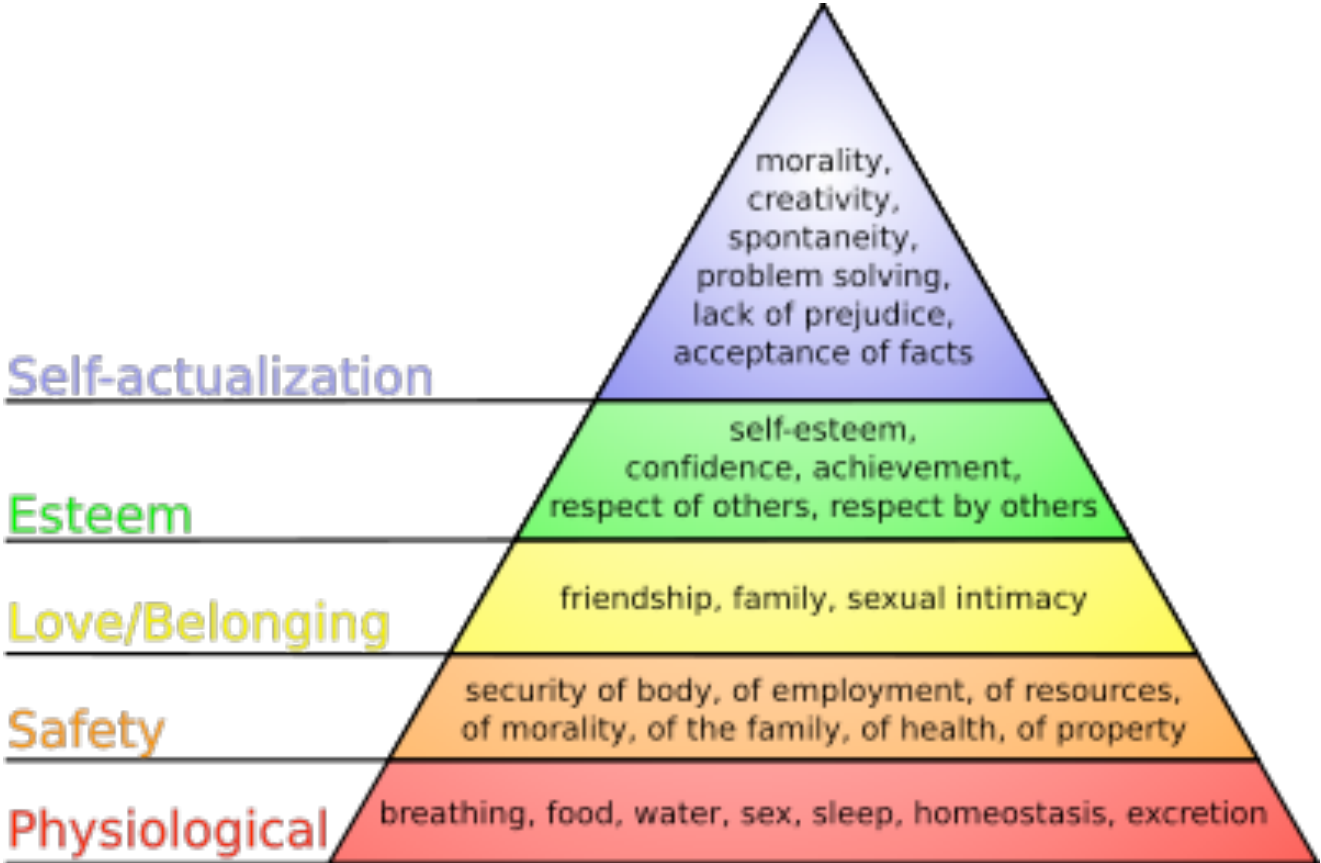 morality,
creativity,
spontaneity,
problem solving,
lack of prejudice,
acceptance of facts
Self-actualization
self-esteem,
confidence, achievement,
respect of others, respect by others
Esteem
friendship, family, sexual intimacy
Love/Belonging
security of body, of employment, of resources,
of morality, of the family, of health, of property
Safety
breathing, food, water, sex, sleep, homeostasis, excretion
Physiological